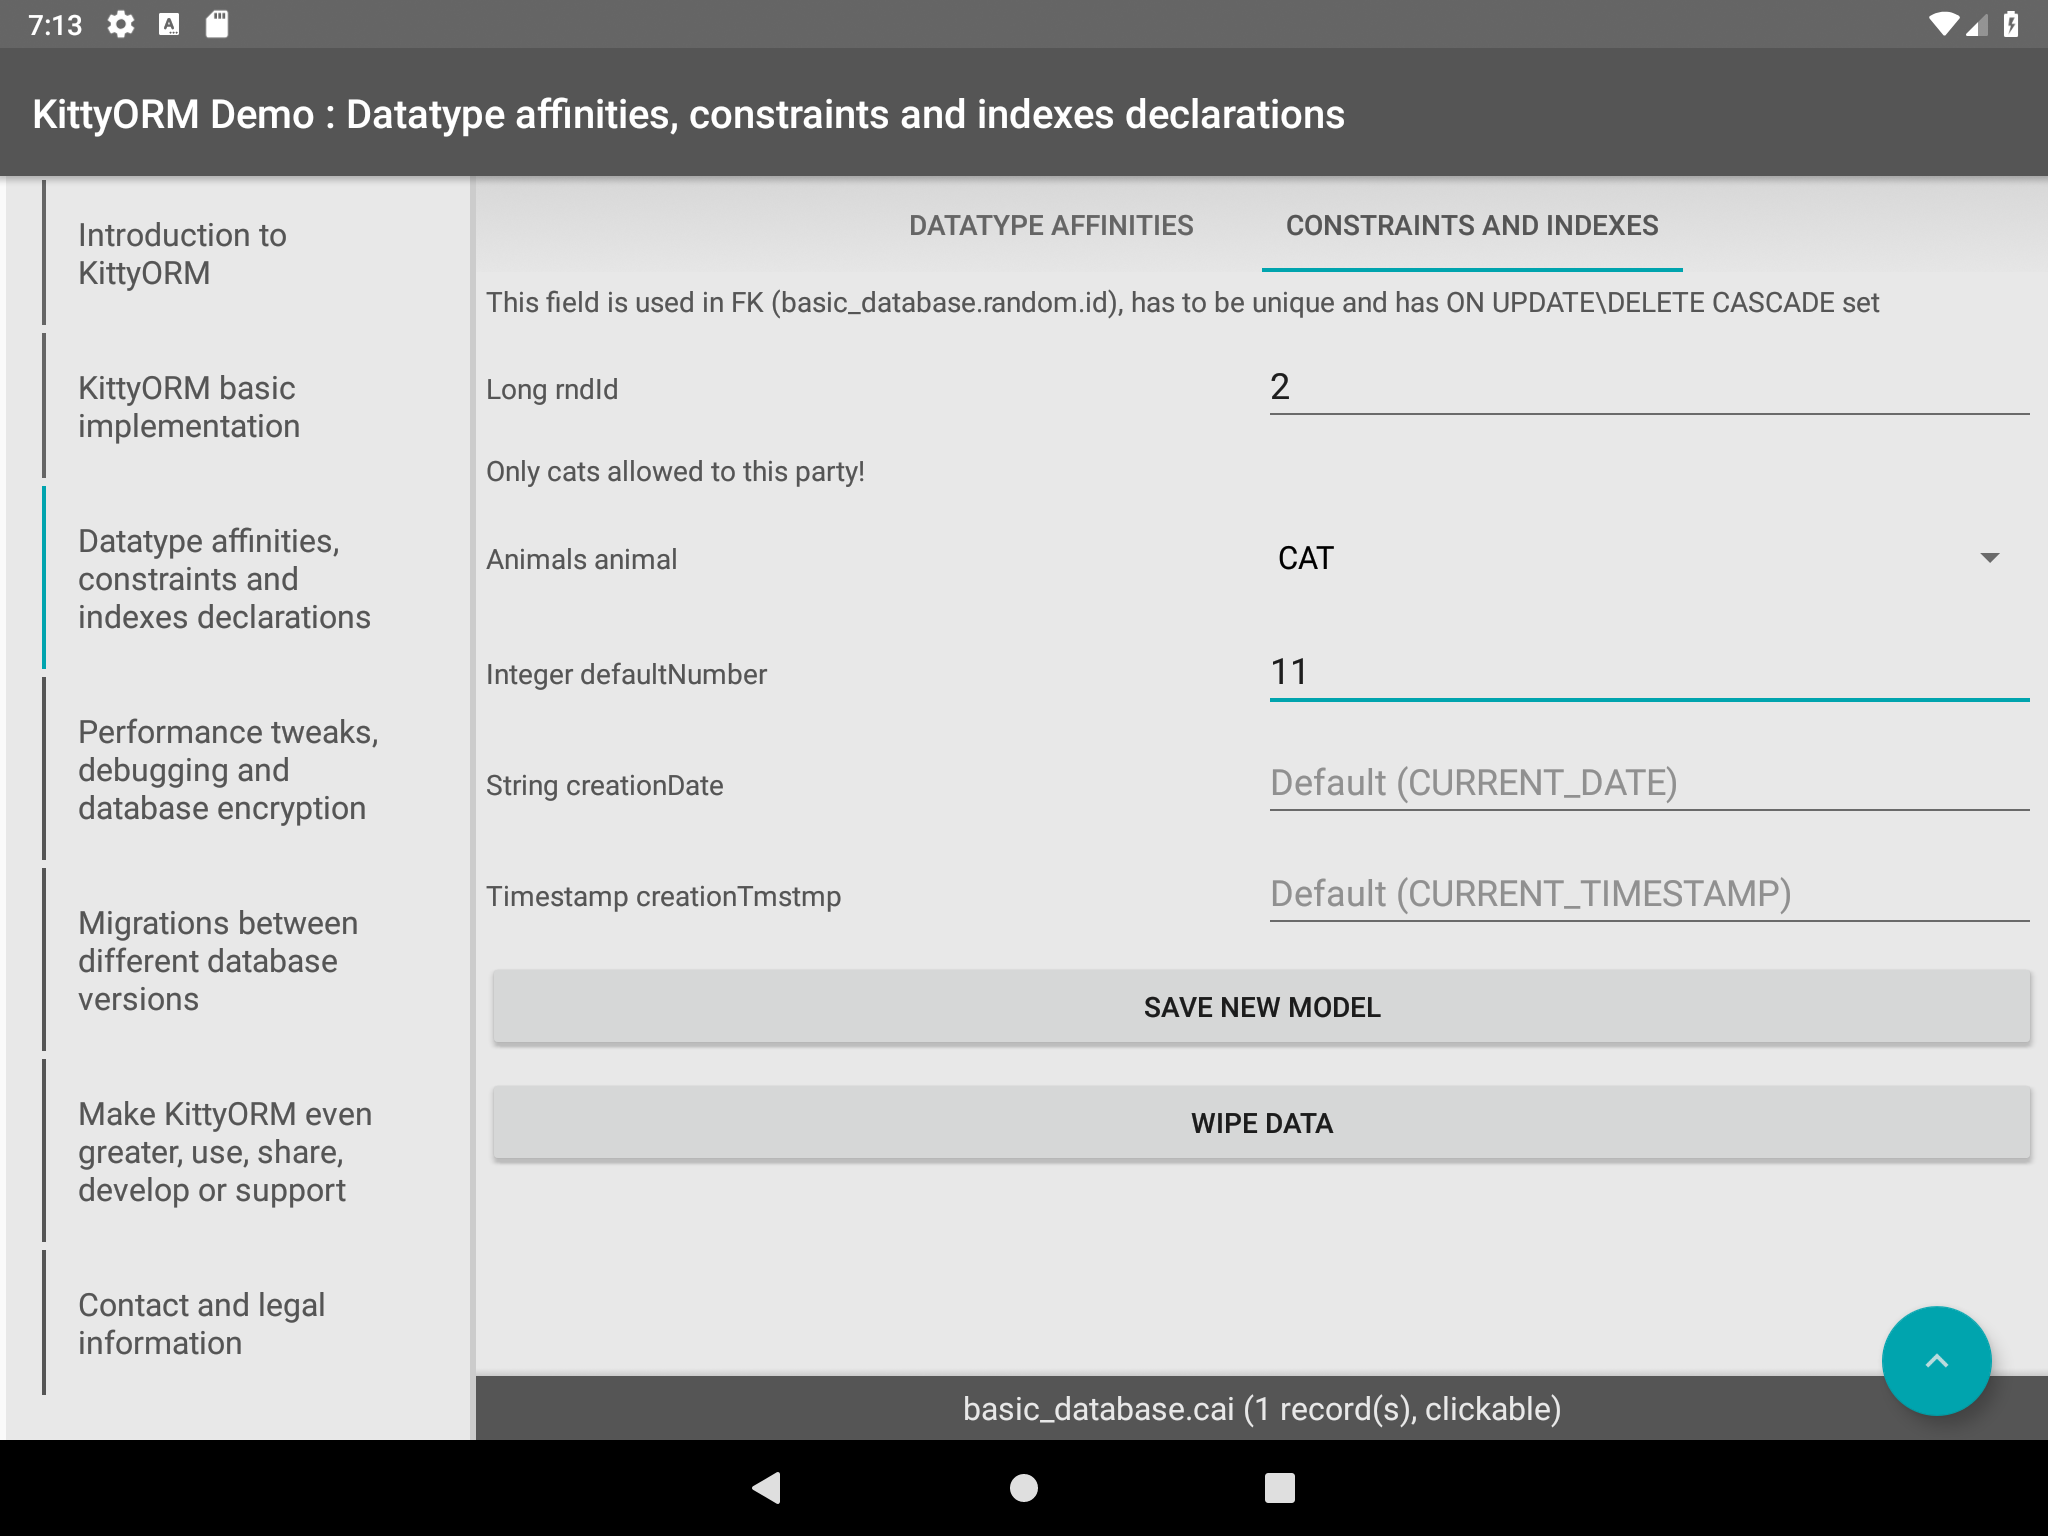 7:13
KittyORM Demo : Datatype affinities, constraints and indexes declarations
Introduction to
KittyORM
KittyORM basic
implementation
Datatype affinities,
constraints and
indexes declarations
Performance tweaks,
debugging and
database encryption
Migrations between
different database
versions
Make KittyORM even
greater, use, share,
develop or support
Contact and legal
information
DATATYPE AFFINITIES
CONSTRAINTS AND INDEXES
This field is used in FK (basic_database.random.id), has to be unique and has ON UPDATE\DELETE CASCADE set
Long rndId
2
Only cats allowed to this party!
Animals animal
CAT
Integer defaultNumber
11
String creationDate
Default (CURRENT_DATE)
Timestamp creationTmstmp
Default (CURRENT_TIMESTAMP)
SAVE NEW MODEL
WIPE DATA
basic_database.cai (1 record(s), clickable)